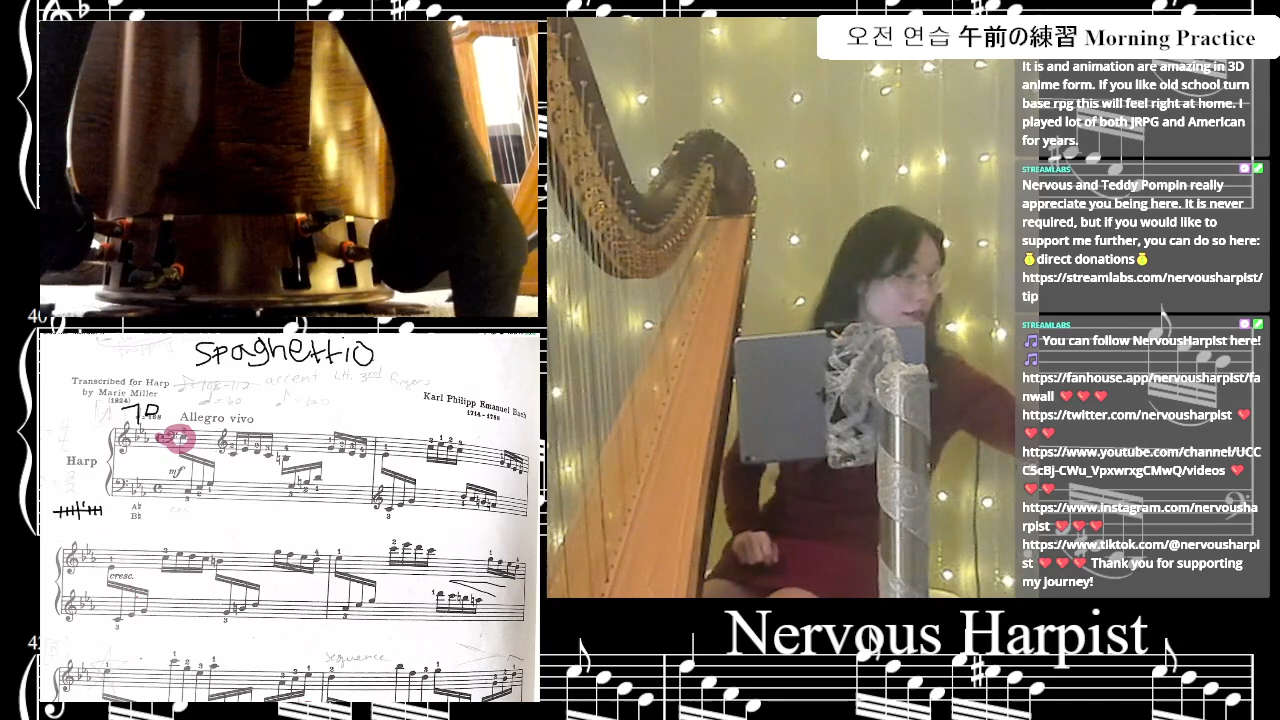 오전 연습 午前の練習 Morning Practice
It is and animation are amazing in 3D
anime form. If you like old school turn
base rpg this will feel right at home. I
played lot of both JRPG and American
for years.
STREAMLABS
Nervous and Teddy Pompin really
appreciate you being here. It is never
required, but if you would like to
support me further, you can do so here:
💰direct donations💰
https://streamlabs.com/nervousharpist/
tip
STREAMLABS
🎵 You can follow NervousHarpist here!
🎵
https://fanhouse.app/nervousharpist/fa
nwall ❤️ ❤️ ❤️
https://twitter.com/nervousharpist ❤️
❤️ ❤️
https://www.youtube.com/channel/UCC
C5cBj-CWu_VpxwrxgCMwQ/videos ❤️
❤️ ❤️
https://www.instagram.com/nervousha
rpist ❤️ ❤️ ❤️
https://www.tiktok.com/@nervousharpi
st ❤️ ❤️ ❤️ Thank you for supporting
my journey!
Spaghettio
Transcribed for Harp
by Marie Miller
(1924)
accent L.H. 3rd fingers
Karl Philipp Emanuel Bach
1714-1788
70
Allegro vivo
Harp
mf
A♮
B♮
cresc.
sequence
Nervous Harpist